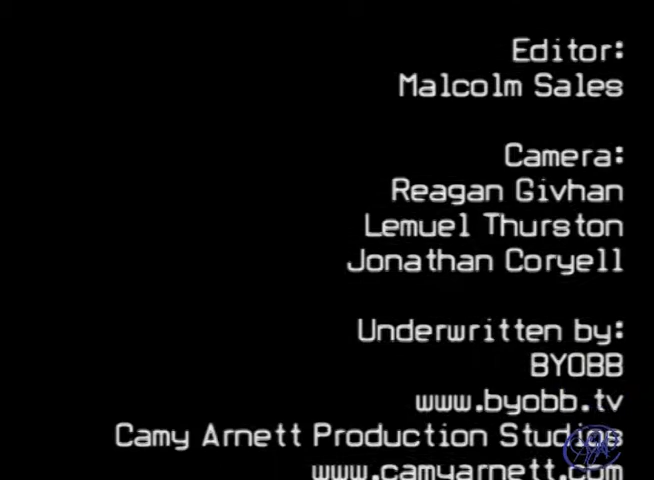 Editor:
Malcolm Sales
Camera:
Reagan Givhan
Lemuel Thurston
Jonathan Coryell
Underwritten by:
BYOBB
www.byobb.tv
Camy Arnett Production Studios
www.camyarnett.com